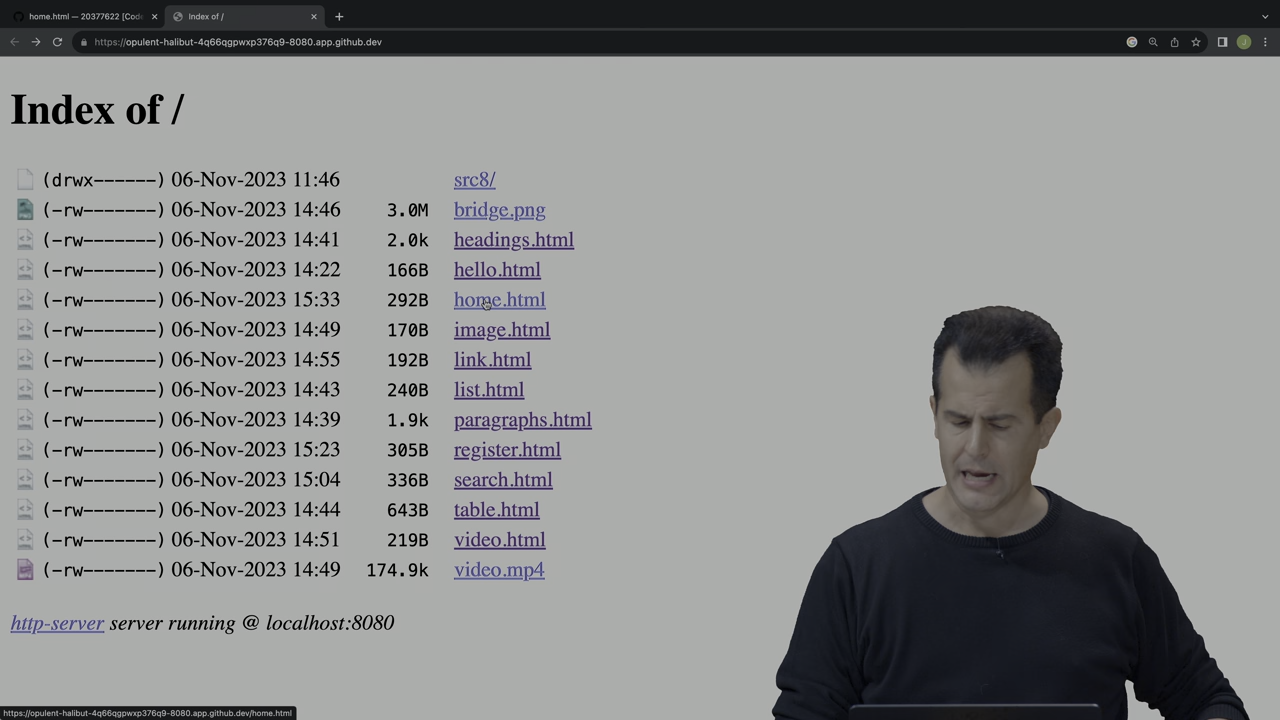 home.html — 20377622 [Code
Index of /
https://opulent-halibut-4q66qgpwxp376q9-8080.app.github.dev
J
Index of /
(drwx------) 06-Nov-2023 11:46 src8/
(-rw-------) 06-Nov-2023 14:46 3.0M bridge.png
(-rw-------) 06-Nov-2023 14:41 2.0k headings.html
(-rw-------) 06-Nov-2023 14:22 166B hello.html
(-rw-------) 06-Nov-2023 15:33 292B home.html
(-rw-------) 06-Nov-2023 14:49 170B image.html
(-rw-------) 06-Nov-2023 14:55 192B link.html
(-rw-------) 06-Nov-2023 14:43 240B list.html
(-rw-------) 06-Nov-2023 14:39 1.9k paragraphs.html
(-rw-------) 06-Nov-2023 15:23 305B register.html
(-rw-------) 06-Nov-2023 15:04 336B search.html
(-rw-------) 06-Nov-2023 14:44 643B table.html
(-rw-------) 06-Nov-2023 14:51 219B video.html
(-rw-------) 06-Nov-2023 14:49 174.9k video.mp4
http-server server running @ localhost:8080
https://opulent-halibut-4q66qgpwxp376q9-8080.app.github.dev/home.html